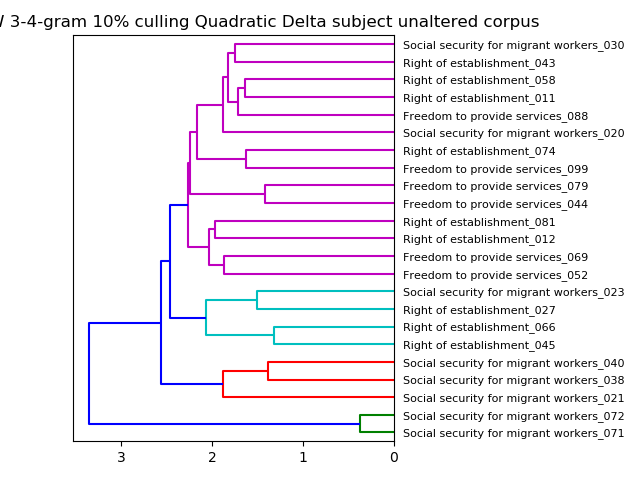 3-4-gram 10% culling Quadratic Delta subject unaltered corpus
Social security for migrant workers_030
Right of establishment_043
Right of establishment_058
Right of establishment_011
Freedom to provide services_088
Social security for migrant workers_020
Right of establishment_074
Freedom to provide services_099
Freedom to provide services_079
Freedom to provide services_044
Right of establishment_081
Right of establishment_012
Freedom to provide services_069
Freedom to provide services_052
Social security for migrant workers_023
Right of establishment_027
Right of establishment_066
Right of establishment_045
Social security for migrant workers_040
Social security for migrant workers_038
Social security for migrant workers_021
Social security for migrant workers_072
Social security for migrant workers_071
3 2 1 0